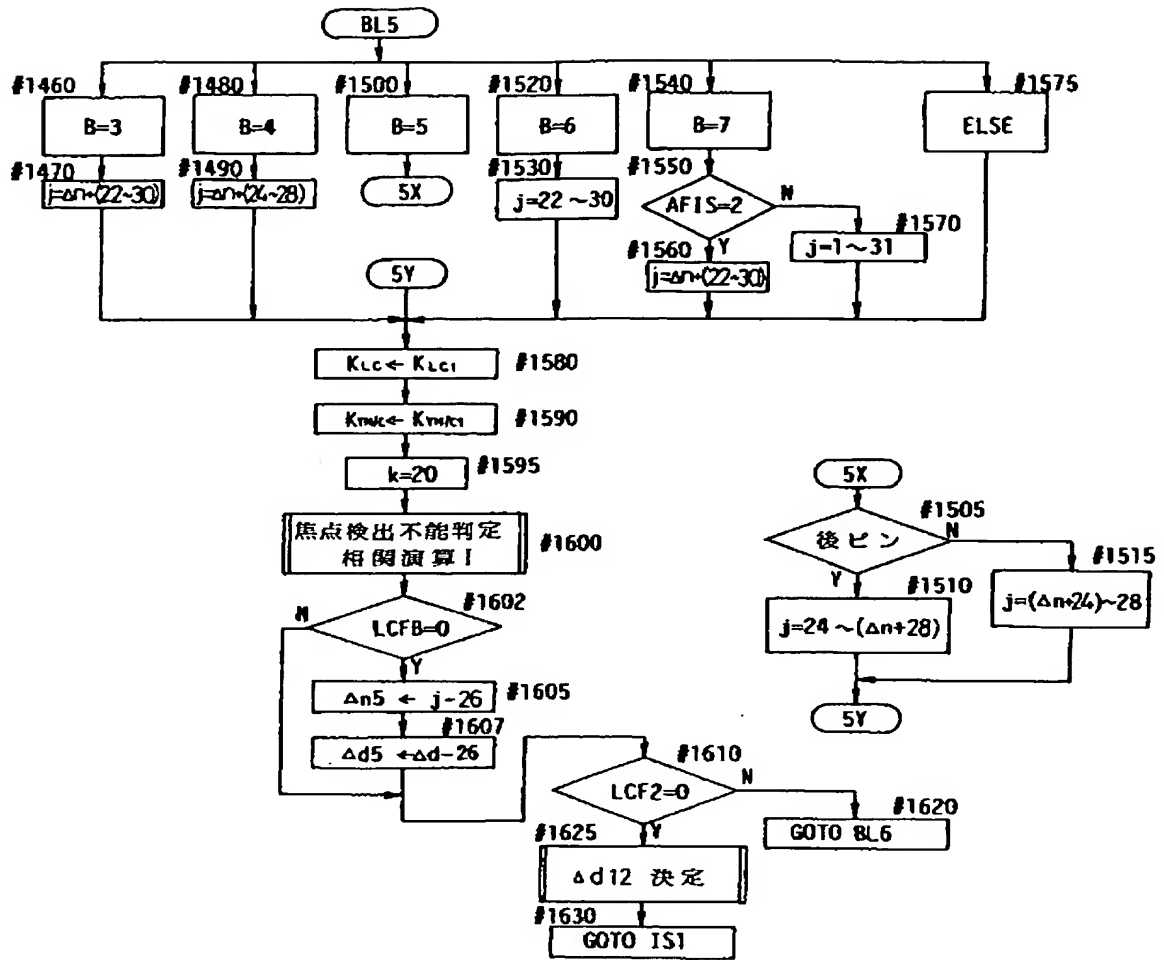 BL5
#1460
#1480
#1500
#1520
#1540
#1575
B=3
B=4
B=5
B=6
B=7
ELSE
#1470
#1490
#1530
#1550
j=Δn+(22~30)
j=Δn+(24~28)
5X
j=22~30
AFIS=2
N
Y
#1570
j=1~31
#1560
j=Δn+(22~30)
5Y
KLC←KLC1
#1580
#1590
k=20
#1595
焦点検出不能判定
相関演算I
#1600
#1602
N
LCFB=0
Y
Δn5 ← j-26
#1605
#1607
Δd5 ←Δd-26
5X
#1505
後ピン
N
Y
#1510
#1515
j=24~(Δn+28)
j=(Δn+24)~28
5Y
#1610
LCF2=0
N
Y
#1620
GOTO BL6
#1625
Δd12 決定
#1630
GOTO IS1